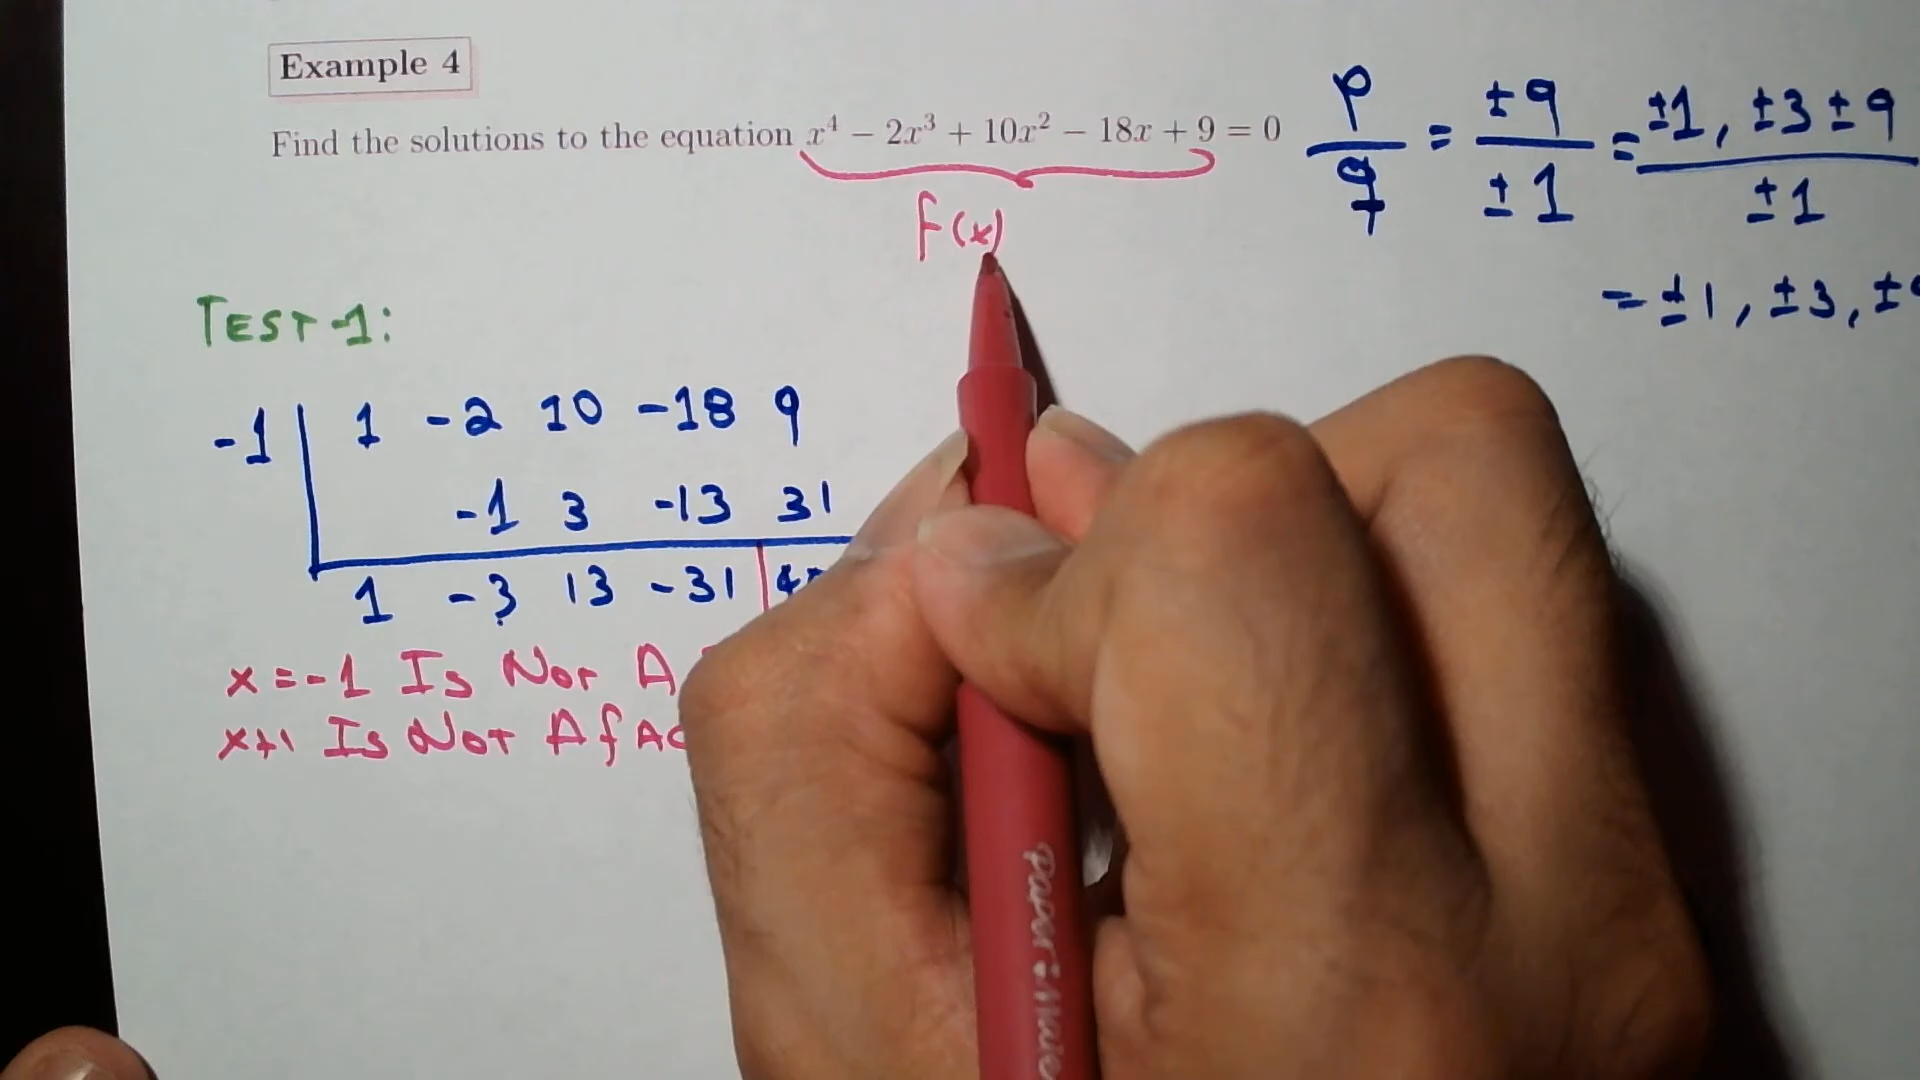 Example 4
Find the solutions to the equation x⁴ − 2x³ + 10x² − 18x + 9 = 0
f(x)
p/q = ±9/±1 = ±1, ±3 ±9/±1
= ±1, ±3, ±
TEST -1:
-1 | 1 -2 10 -18 9
-1 3 -13 31
1 -3 13 -31
x=-1 Is Not A
x+1 Is Not A
PaperMate